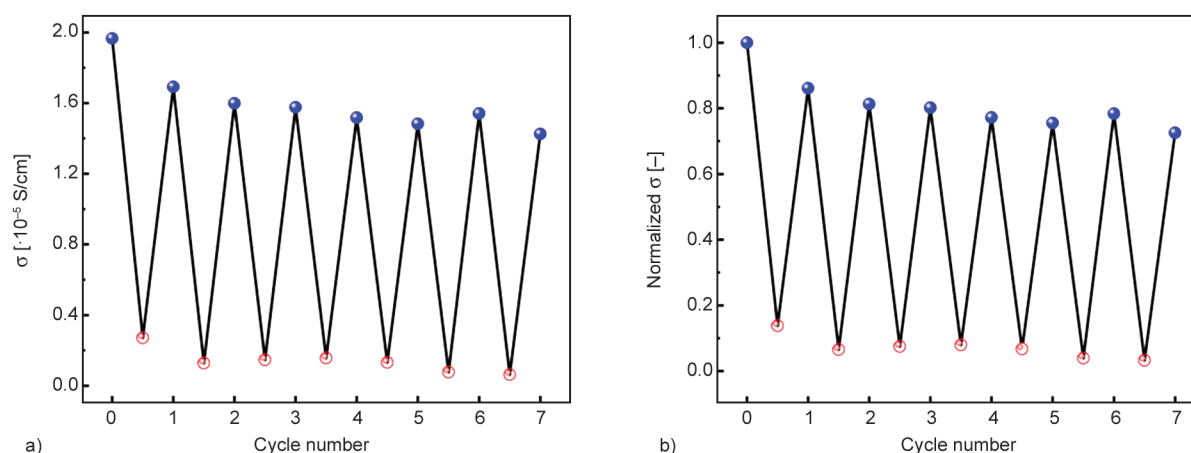 2.0
1.6
1.2
0.8
0.4
0.0
σ [·10⁻⁵ S/cm]
0 1 2 3 4 5 6 7
Cycle number
a)
1.0
0.8
0.6
0.4
0.2
0.0
Normalized σ [–]
0 1 2 3 4 5 6 7
Cycle number
b)